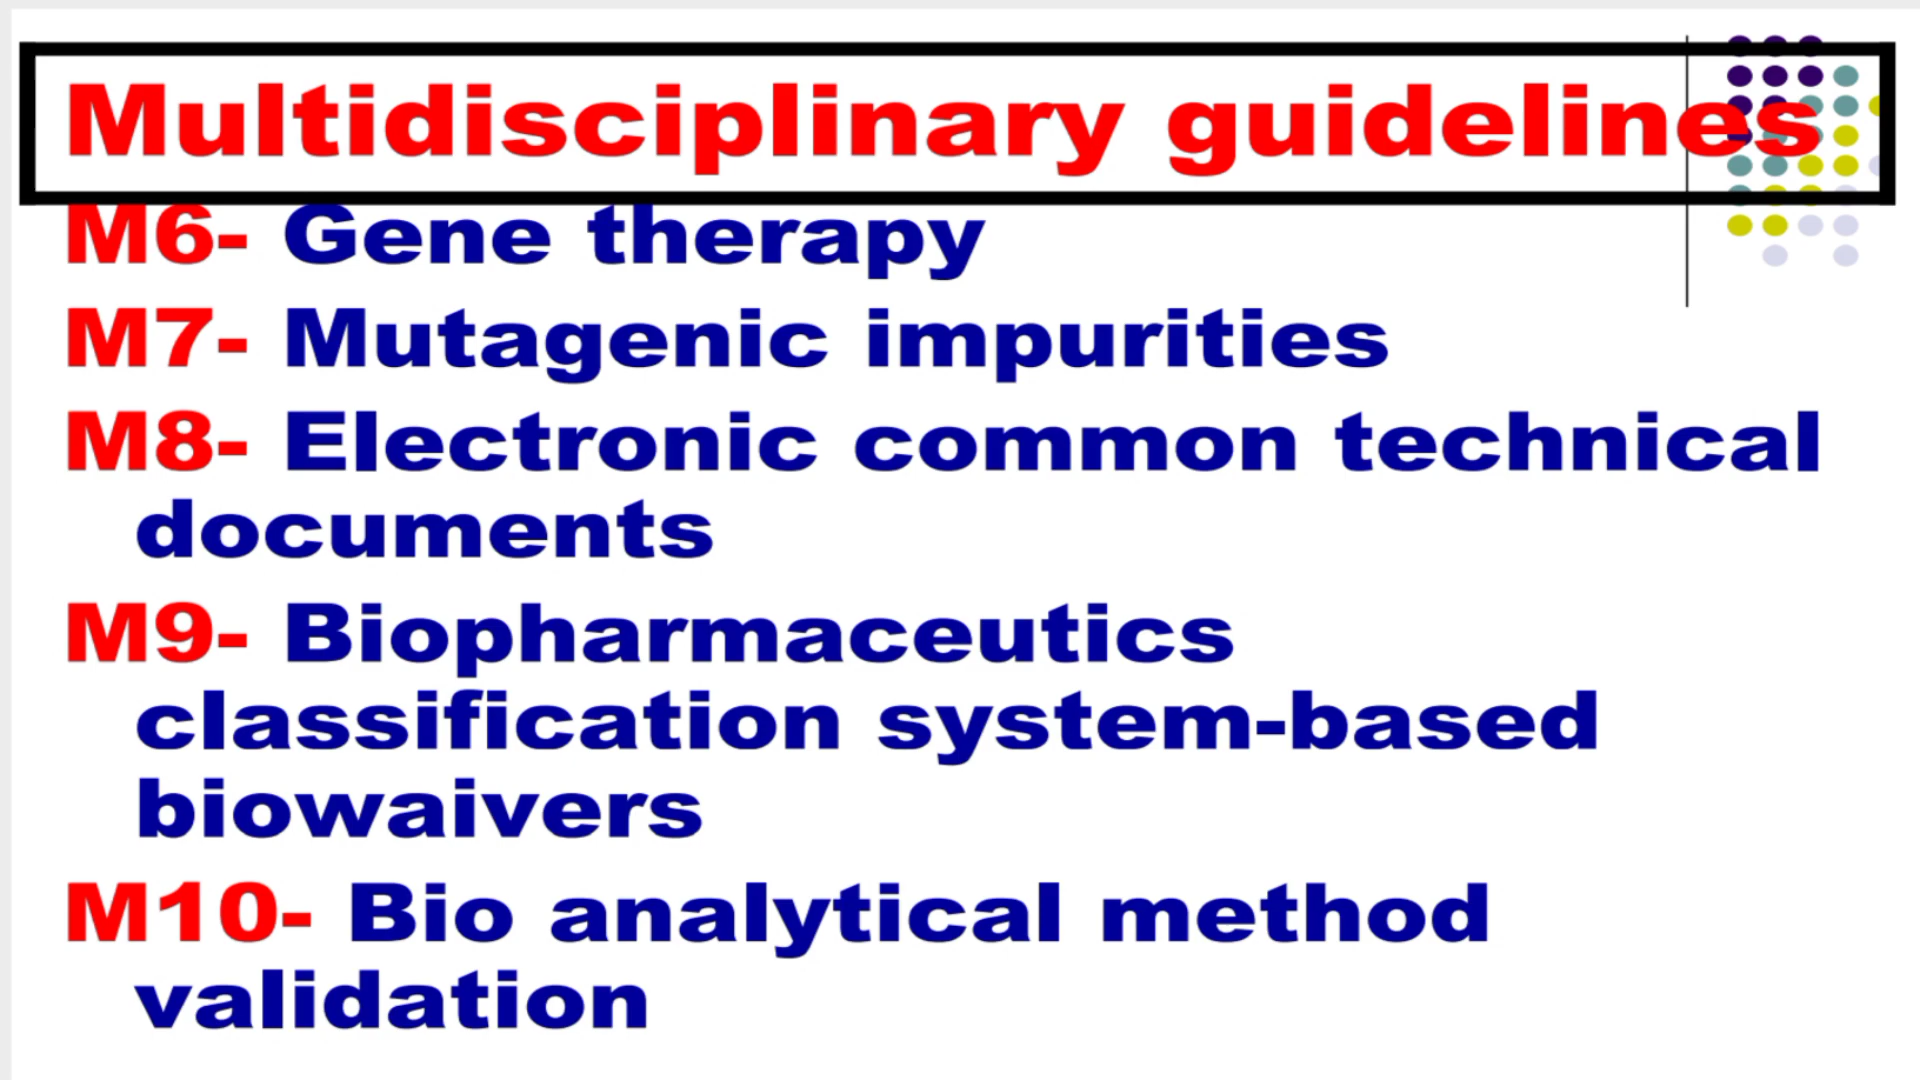 Multidisciplinary guidelines
M6- Gene therapy
M7- Mutagenic impurities
M8- Electronic common technical
documents
M9- Biopharmaceutics
classification system-based
biowaivers
M10- Bio analytical method
validation